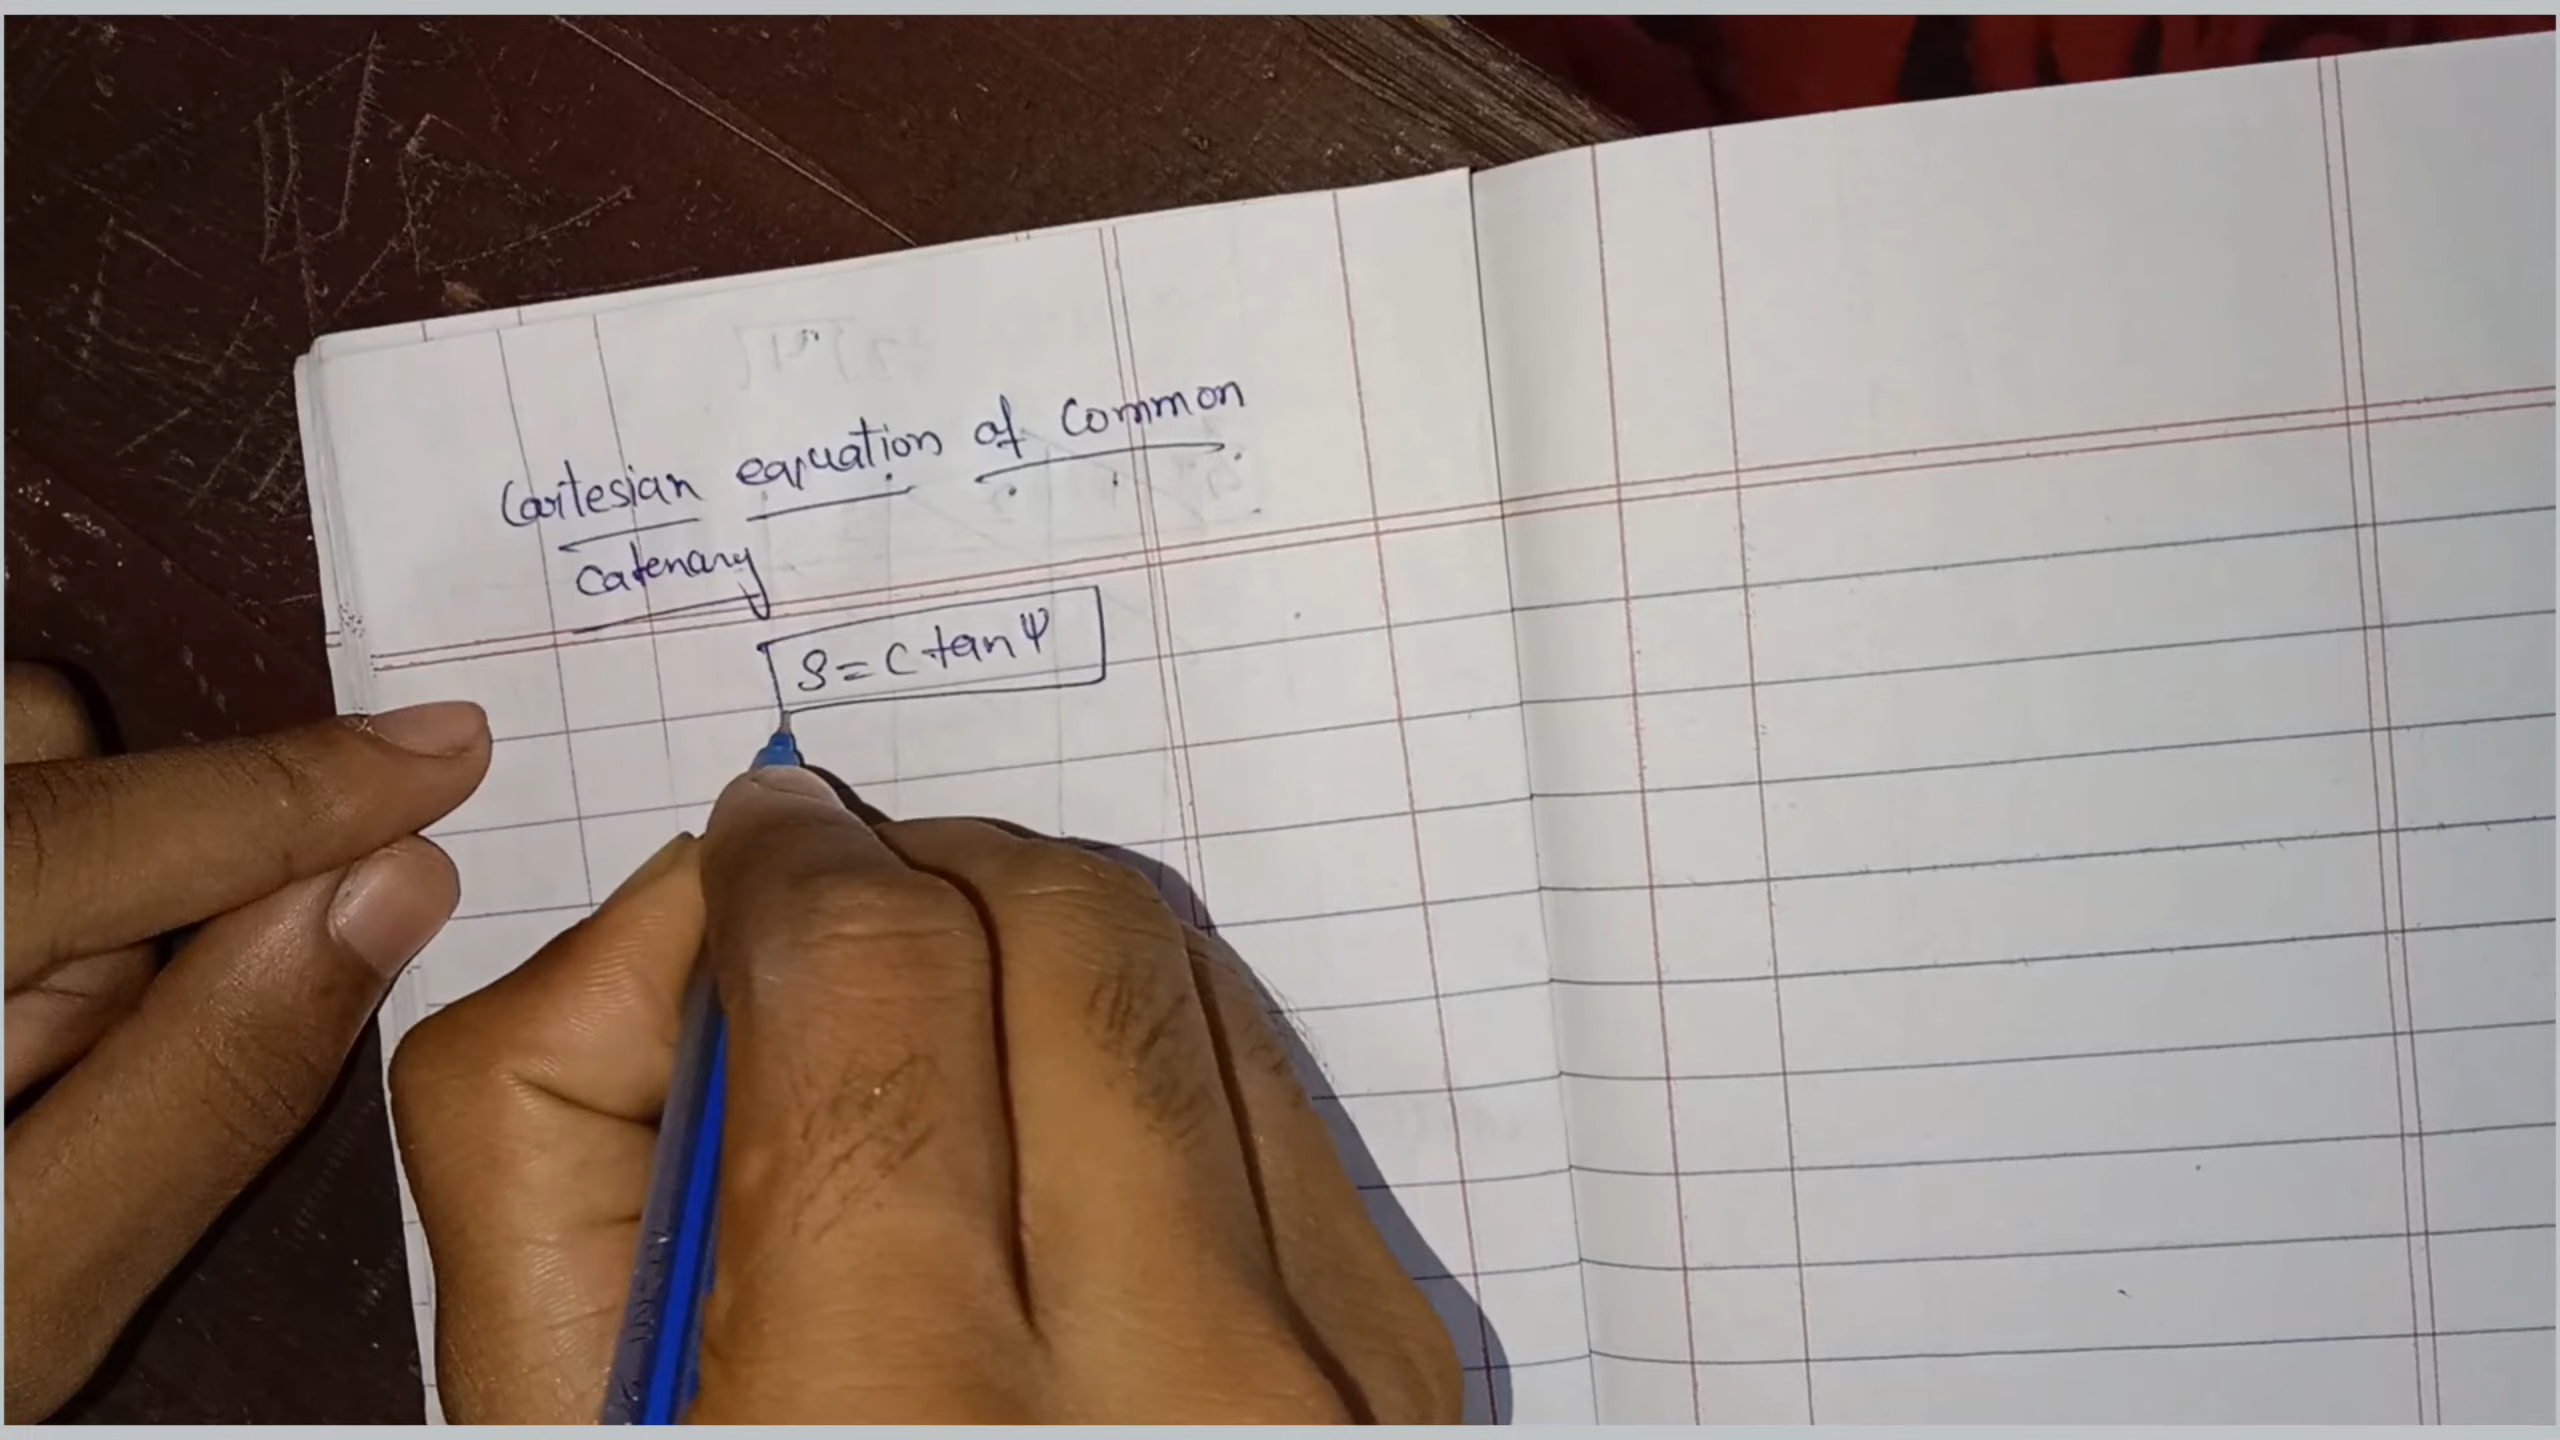 Cartesian equation of Common
Catenary
S = C tan Ψ